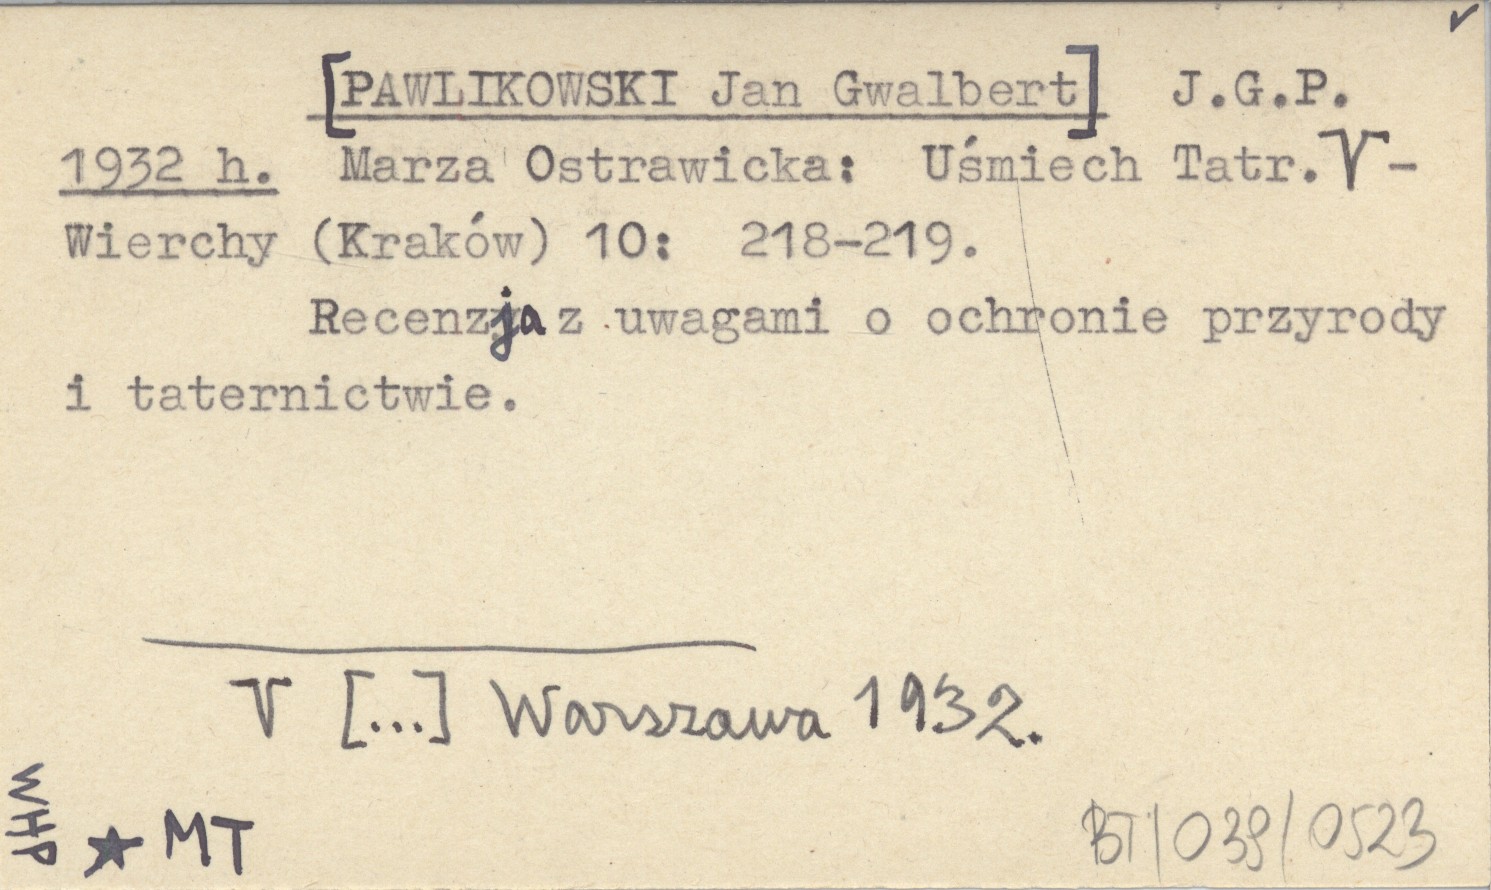 [PAWLIKOWSKI Jan Gwalbert] J.G.P.
1932 h. Marza Ostrawicka: Uśmiech Tatr. V -
Wierchy (Kraków) 10: 218-219.
Recenzja z uwagami o ochronie przyrody
i taternictwie.
V [...] Warszawa 1932.
WHP
★ MT
BT/039/0523